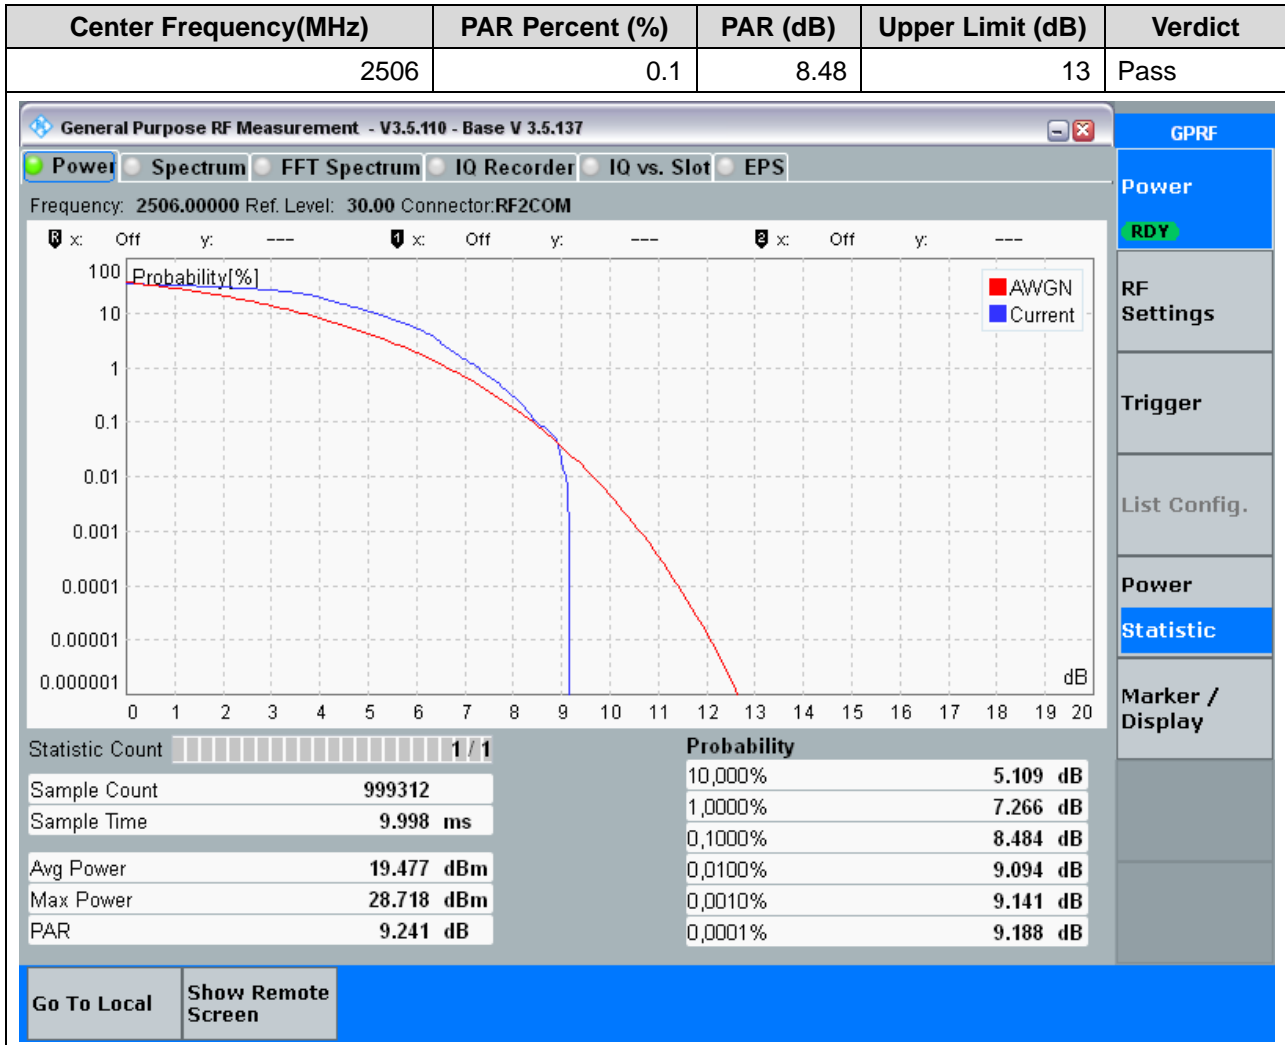 Center Frequency(MHz) PAR Percent (%) PAR (dB) Upper Limit (dB) Verdict
2506 0.1 8.48 13 Pass
General Purpose RF Measurement - V3.5.110 - Base V 3.5.137
GPRF
Power Spectrum FFT Spectrum IQ Recorder IQ vs. Slot EPS
Power
RDY
Frequency: 2506.00000 Ref. Level: 30.00 Connector:RF2COM
R x: Off y: --- 1 x: Off y: --- 2 x: Off y: ---
Probability[%]
AWGN
Current
100
10
1
0.1
0.01
0.001
0.0001
0.00001
0.000001
dB
0 1 2 3 4 5 6 7 8 9 10 11 12 13 14 15 16 17 18 19 20
RF
Settings
Trigger
List Config.
Power
Statistic
Marker /
Display
Statistic Count 1 / 1
Sample Count 999312
Sample Time 9.998 ms
Avg Power 19.477 dBm
Max Power 28.718 dBm
PAR 9.241 dB
Probability
10,000% 5.109 dB
1,0000% 7.266 dB
0,1000% 8.484 dB
0,0100% 9.094 dB
0,0010% 9.141 dB
0,0001% 9.188 dB
Go To Local
Show Remote
Screen